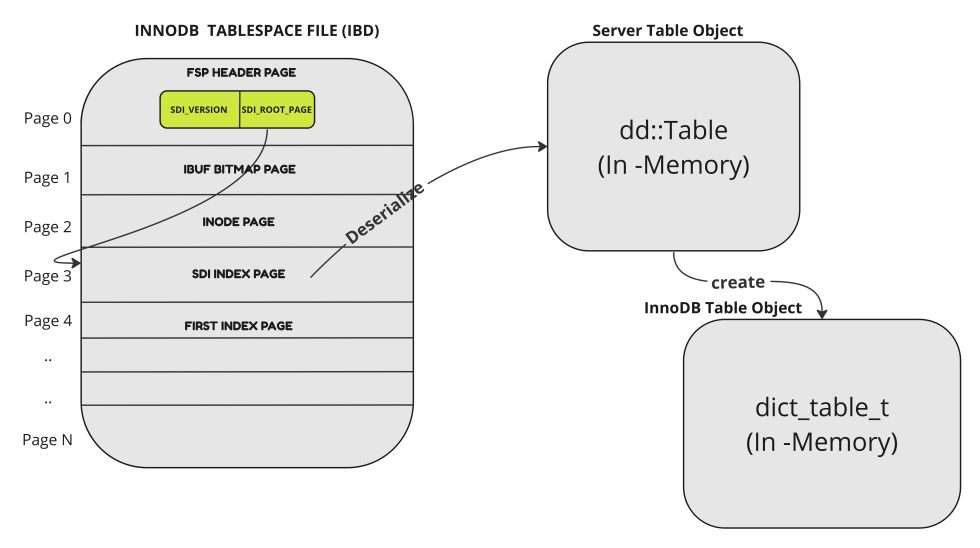 INNODB TABLESPACE FILE (IBD)
FSP HEADER PAGE
SDI_VERSION
SDI_ROOT_PAGE
Page 0
IBUF BITMAP PAGE
Page 1
INODE PAGE
Page 2
SDI INDEX PAGE
Page 3
FIRST INDEX PAGE
Page 4
..
..
Page N
Deserialize
Server Table Object
dd::Table
(In -Memory)
create
InnoDB Table Object
dict_table_t
(In -Memory)